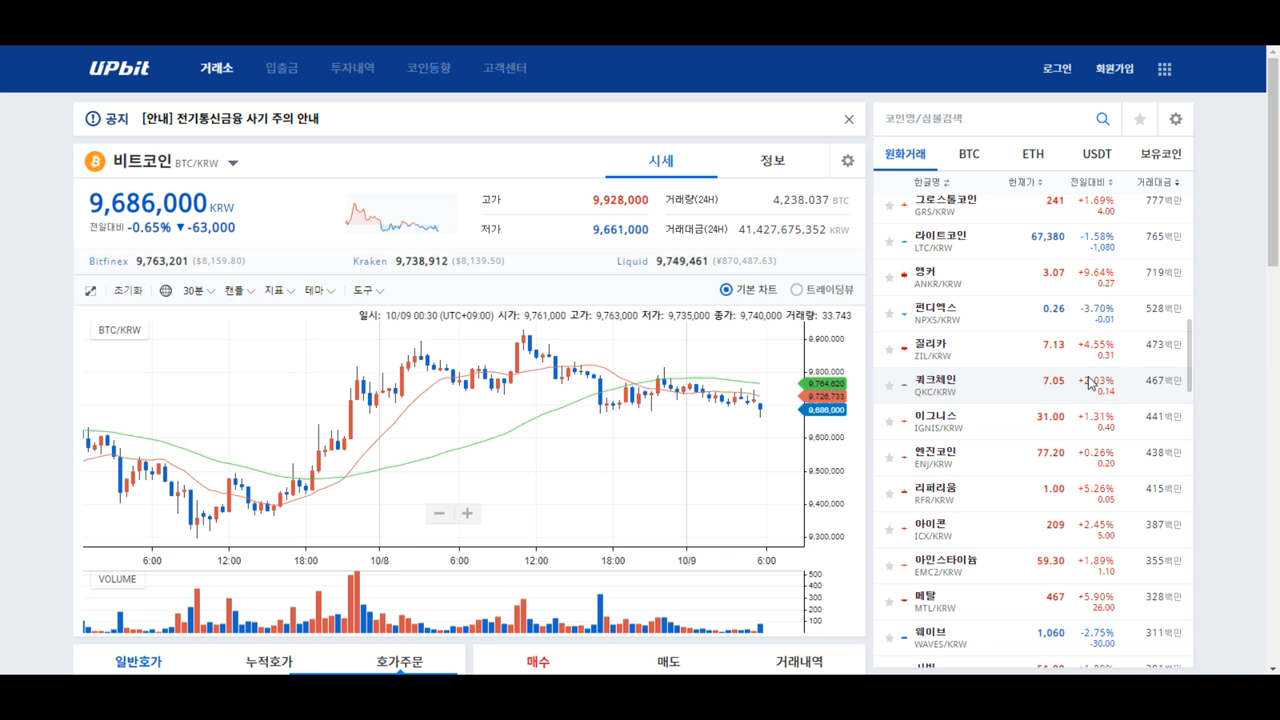 UPbit 거래소 입출금 투자내역 코인동향 고객센터 로그인 회원가입
공지 [안내] 전기통신금융 사기 주의 안내
코인명/심볼검색
비트코인 BTC/KRW 시세 정보
원화거래 BTC ETH USDT 보유코인
한글명 현재가 전일대비 거래대금
9,686,000 KRW
전일대비 -0.65% ▼-63,000
고가 9,928,000 거래량(24H) 4,238.037 BTC
저가 9,661,000 거래대금(24H) 41,427,675,352 KRW
Bitfinex 9,763,201 ($8,159.80) Kraken 9,738,912 ($8,139.50) Liquid 9,749,461 (¥870,487.63)
초기화 30분 캔들 지표 테마 도구 기본 차트 트레이딩뷰
일시: 10/09 00:30 (UTC+09:00) 시가: 9,761,000 고가: 9,763,000 저가: 9,735,000 종가: 9,740,000 거래량: 33.743
BTC/KRW
9,900,000
9,800,000
9,764,620
9,726,733
9,686,000
9,600,000
9,500,000
9,400,000
9,300,000
6:00 12:00 18:00 10/8 6:00 12:00 18:00 10/9 6:00
VOLUME
500
400
300
200
100
일반호가 누적호가 호가주문 매수 매도 거래내역
그로스톨코인 241 +1.69% 777백만
GRS/KRW 4.00
라이트코인 67,380 -1.58% 765백만
LTC/KRW -1,080
앵커 3.07 +9.64% 719백만
ANKR/KRW 0.27
펀디엑스 0.26 -3.70% 528백만
NPXS/KRW -0.01
질리카 7.13 +4.55% 473백만
ZIL/KRW 0.31
쿼크체인 7.05 467백만
QKC/KRW 0.14
이그니스 31.00 +1.31% 441백만
IGNIS/KRW 0.40
엔진코인 77.20 +0.26% 438백만
ENJ/KRW 0.20
리퍼리움 1.00 +5.26% 415백만
RFR/KRW 0.05
아이콘 209 +2.45% 387백만
ICX/KRW 5.00
아인스타이늄 59.30 +1.89% 355백만
EMC2/KRW 1.10
메탈 467 +5.90% 328백만
MTL/KRW 26.00
웨이브 1,060 -2.75% 311백만
WAVES/KRW -30.00